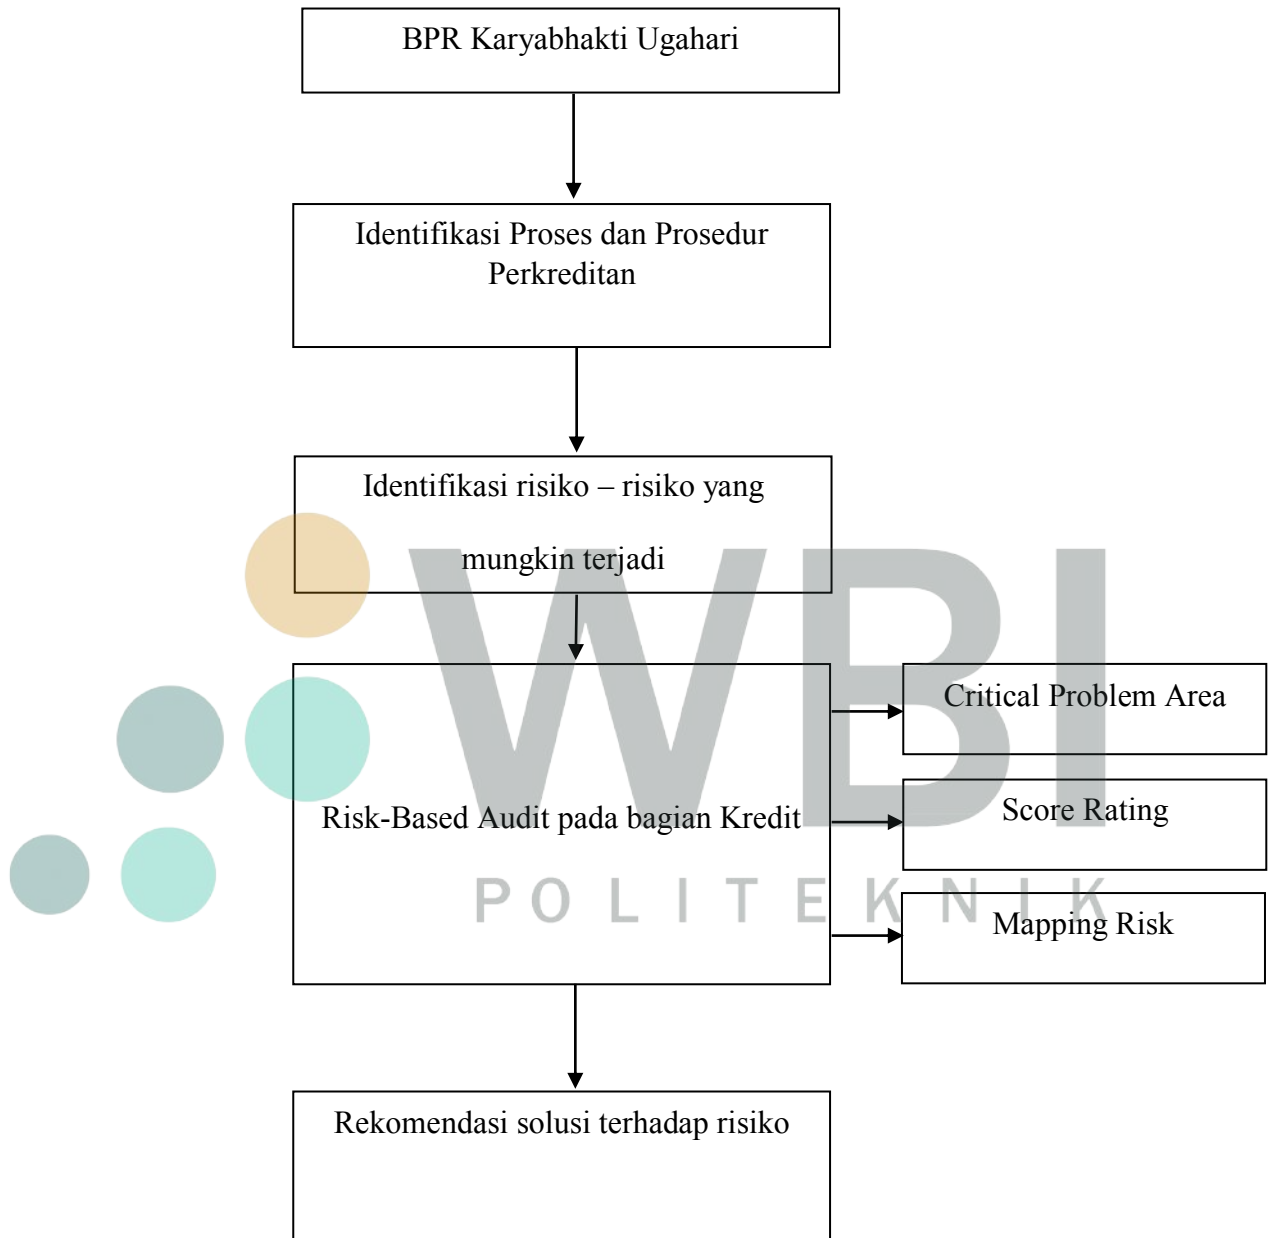 BPR Karyabhakti Ugahari
Identifikasi Proses dan Prosedur
Perkreditan
Identifikasi risiko – risiko yang
mungkin terjadi
Risk-Based Audit pada bagian Kredit
Critical Problem Area
Score Rating
Mapping Risk
Rekomendasi solusi terhadap risiko
WBI
POLITEKNIK